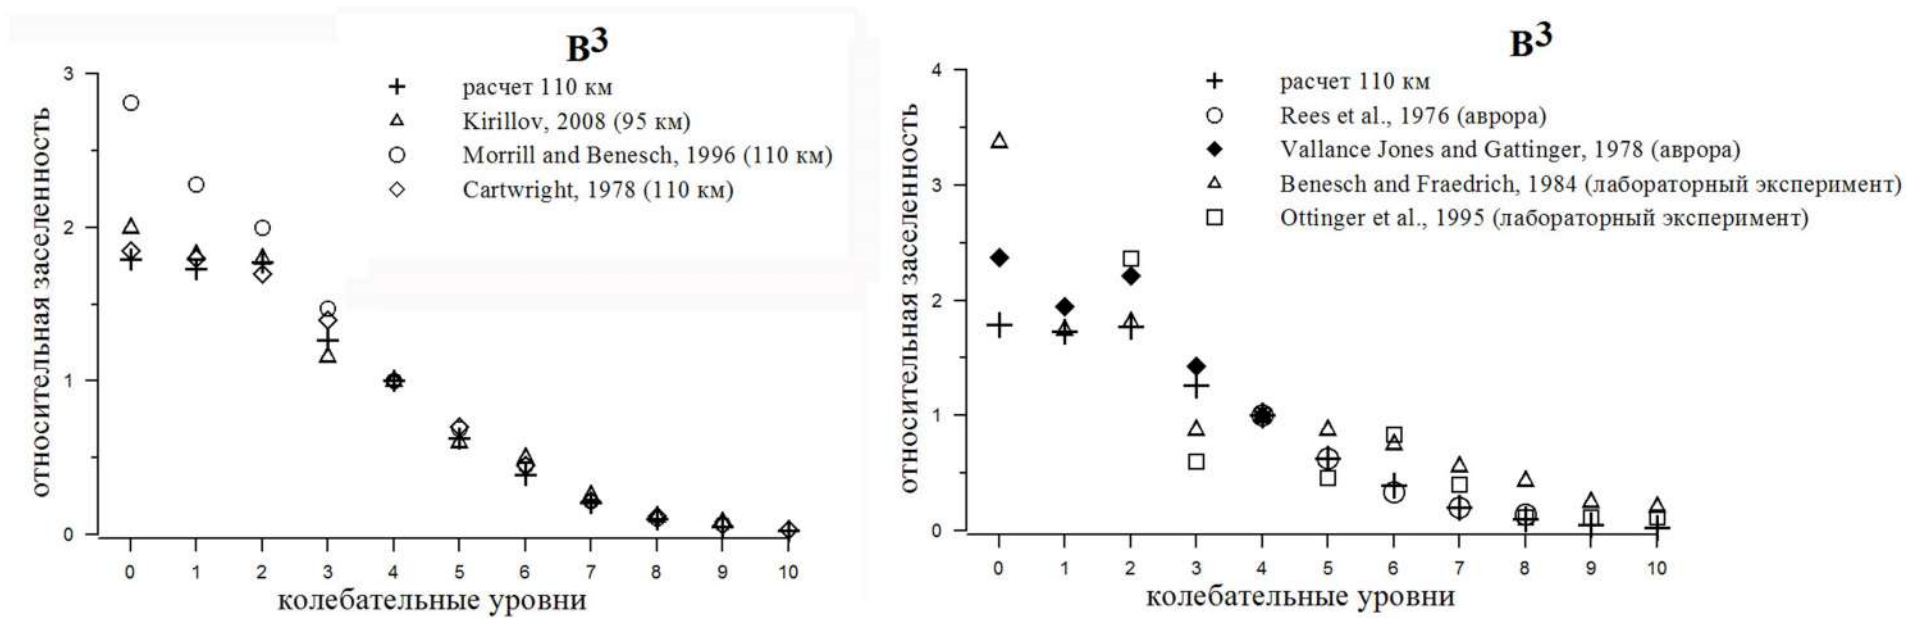 B3
расчет 110 км
Kirillov, 2008 (95 км)
Morrill and Benesch, 1996 (110 км)
Cartwright, 1978 (110 км)
относительная заселенность
3
2
1
0
0 1 2 3 4 5 6 7 8 9 10
колебательные уровни
B3
расчет 110 км
Rees et al., 1976 (аврора)
Vallance Jones and Gattinger, 1978 (аврора)
Benesch and Fraedrich, 1984 (лабораторный эксперимент)
Ottinger et al., 1995 (лабораторный эксперимент)
относительная заселенность
4
3
2
1
0
0 1 2 3 4 5 6 7 8 9 10
колебательные уровни